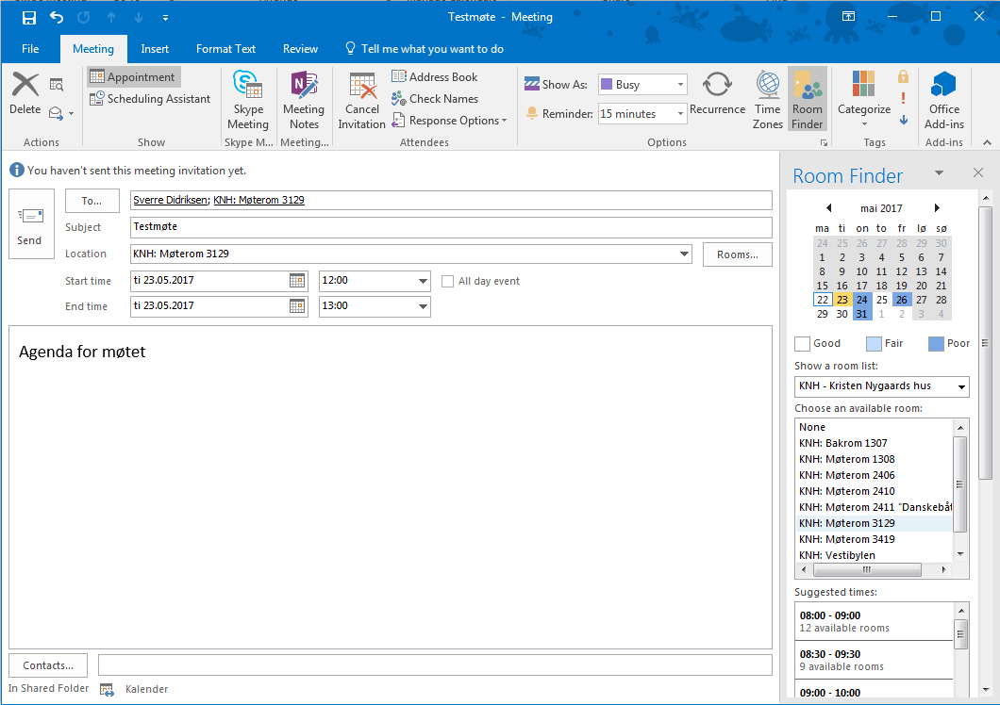 Testmøte - Meeting
File Meeting Insert Format Text Review Tell me what you want to do
Delete
Actions
Appointment
Scheduling Assistant
Show
Skype Meeting
Skype M...
Meeting Notes
Meeting...
Cancel Invitation
Address Book
Check Names
Response Options
Attendees
Show As: Busy
Reminder: 15 minutes
Recurrence
Time Zones
Room Finder
Options
Categorize
Tags
Office Add-ins
Add-ins
You haven't sent this meeting invitation yet.
Send
To... Sverre Didriksen; KNH: Møterom 3129
Subject Testmøte
Location KNH: Møterom 3129 Rooms...
Start time ti 23.05.2017 12:00 All day event
End time ti 23.05.2017 13:00
Agenda for møtet
Contacts...
In Shared Folder Kalender
Room Finder
mai 2017
ma ti on to fr lø sø
24 25 26 27 28 29 30
1 2 3 4 5 6 7
8 9 10 11 12 13 14
15 16 17 18 19 20 21
22 23 24 25 26 27 28
29 30 31 1 2 3 4
Good Fair Poor
Show a room list:
KNH - Kristen Nygaards hus
Choose an available room:
None
KNH: Bakrom 1307
KNH: Møterom 1308
KNH: Møterom 2406
KNH: Møterom 2410
KNH: Møterom 2411 "Danskebåt
KNH: Møterom 3129
KNH: Møterom 3419
KNH: Vestibylen
Suggested times:
08:00 - 09:00
12 available rooms
08:30 - 09:30
9 available rooms
09:00 - 10:00